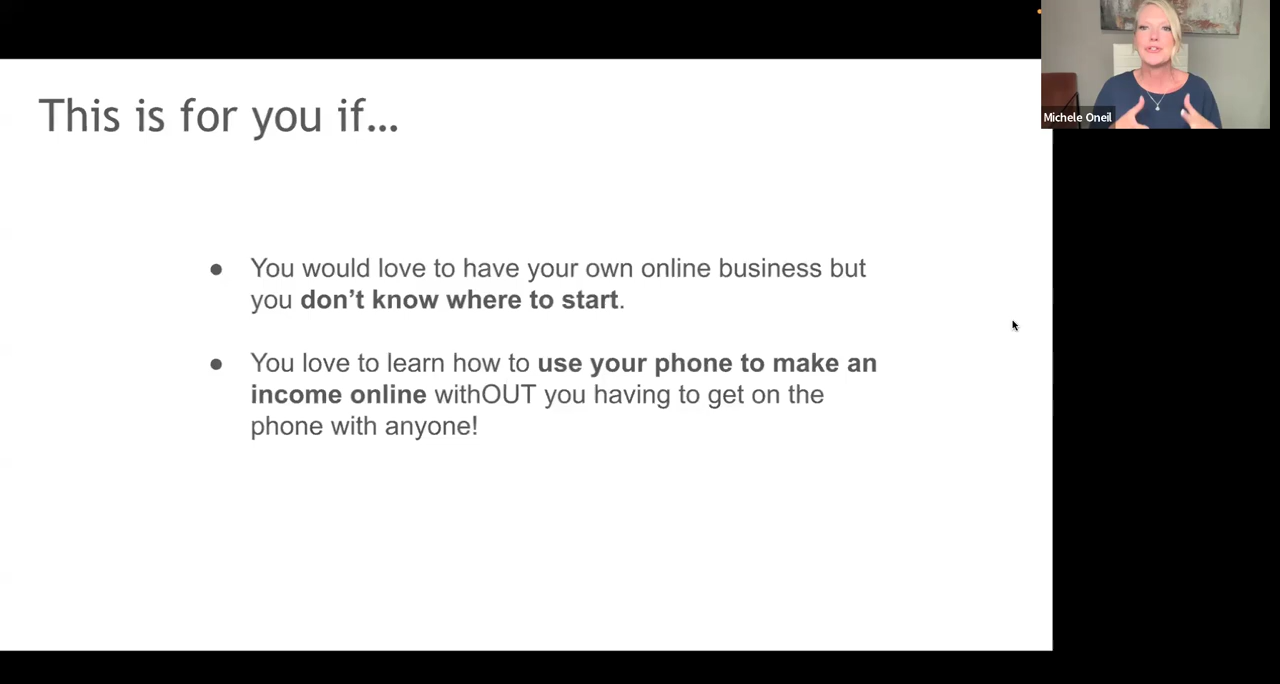 This is for you if...
Michele Oneil
● You would love to have your own online business but
you don’t know where to start.
● You love to learn how to use your phone to make an
income online withOUT you having to get on the
phone with anyone!